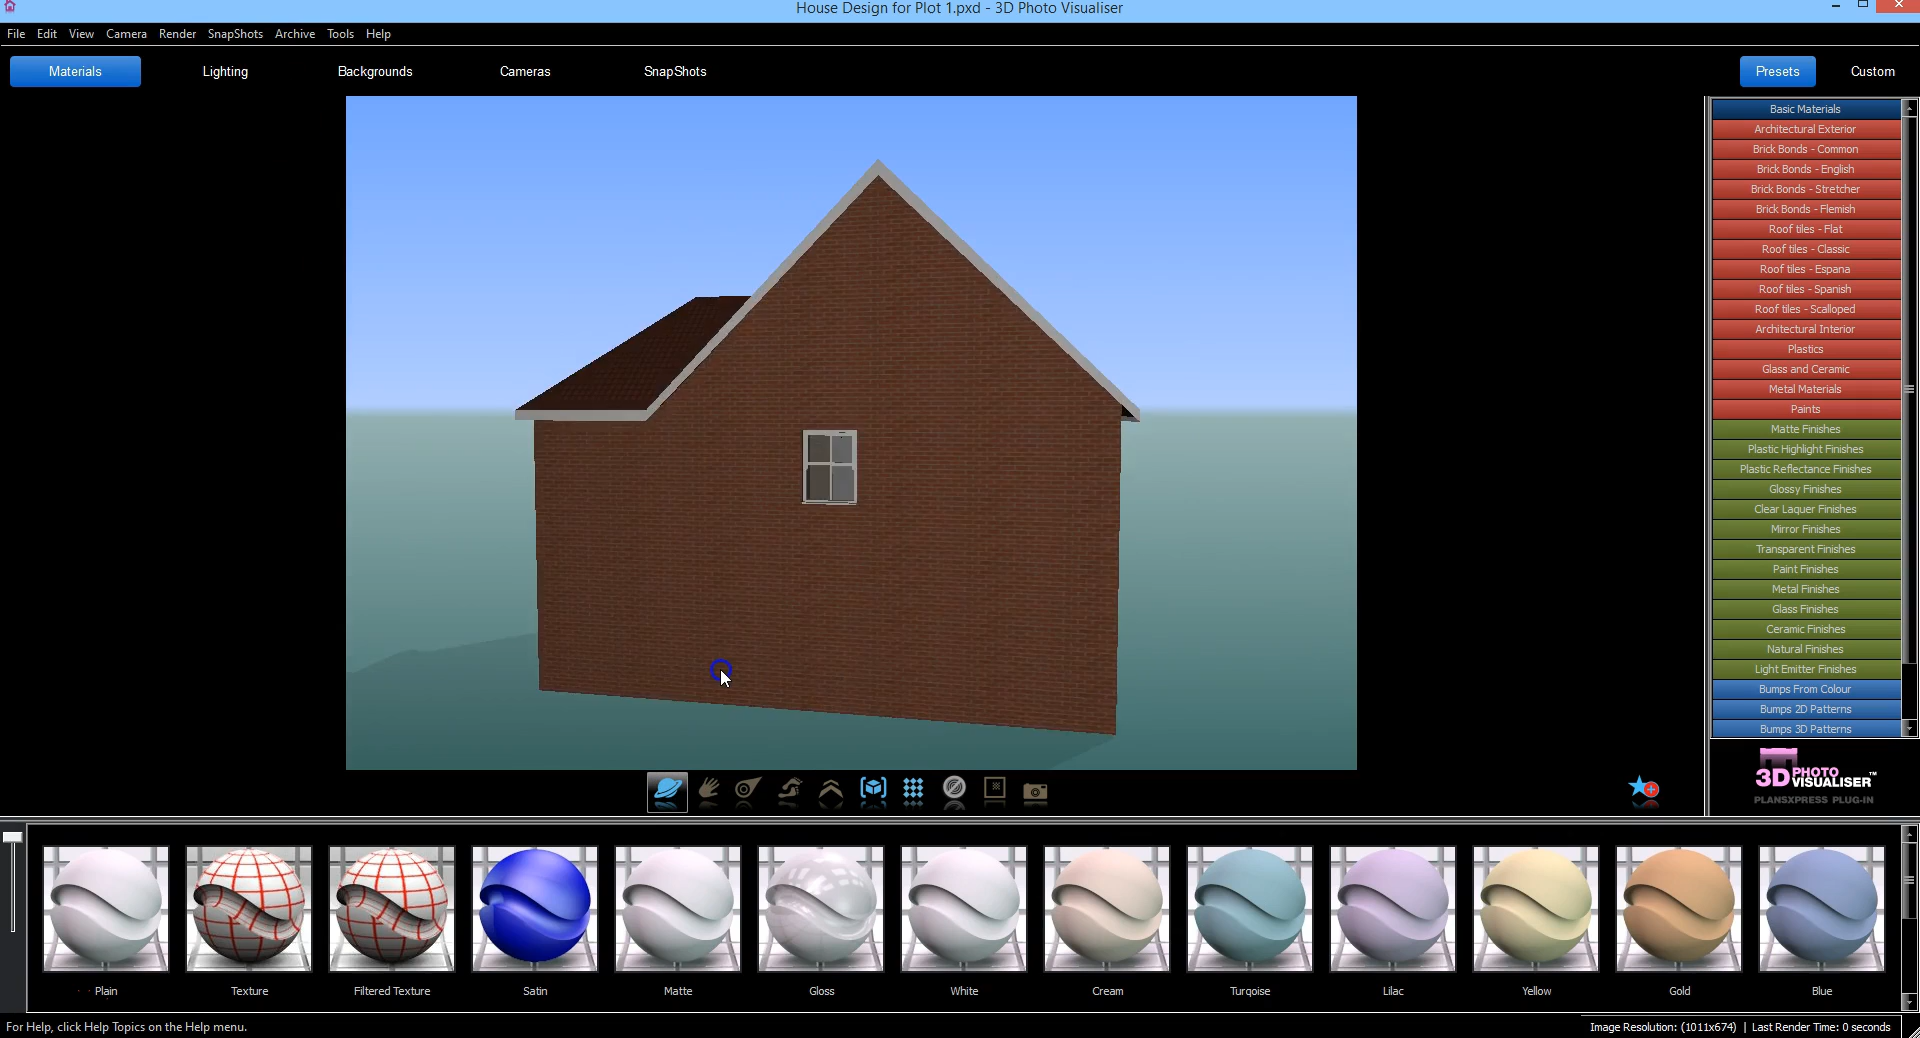 House Design for Plot 1.pxd - 3D Photo Visualiser
File Edit View Camera Render SnapShots Archive Tools Help
Materials Lighting Backgrounds Cameras SnapShots Presets Custom
Basic Materials
Architectural Exterior
Brick Bonds - Common
Brick Bonds - English
Brick Bonds - Stretcher
Brick Bonds - Flemish
Roof tiles - Flat
Roof tiles - Classic
Roof tiles - Espana
Roof tiles - Spanish
Roof tiles - Scalloped
Architectural Interior
Plastics
Glass and Ceramic
Metal Materials
Paints
Matte Finishes
Plastic Highlight Finishes
Plastic Reflectance Finishes
Glossy Finishes
Clear Laquer Finishes
Mirror Finishes
Transparent Finishes
Paint Finishes
Metal Finishes
Glass Finishes
Ceramic Finishes
Natural Finishes
Light Emitter Finishes
Bumps From Colour
Bumps 2D Patterns
Bumps 3D Patterns
3D PHOTO VISUALISER™
PLANSXPRESS PLUG-IN
Plain Texture Filtered Texture Satin Matte Gloss White Cream Turqoise Lilac Yellow Gold Blue
For Help, click Help Topics on the Help menu.
Image Resolution: (1011x674) | Last Render Time: 0 seconds